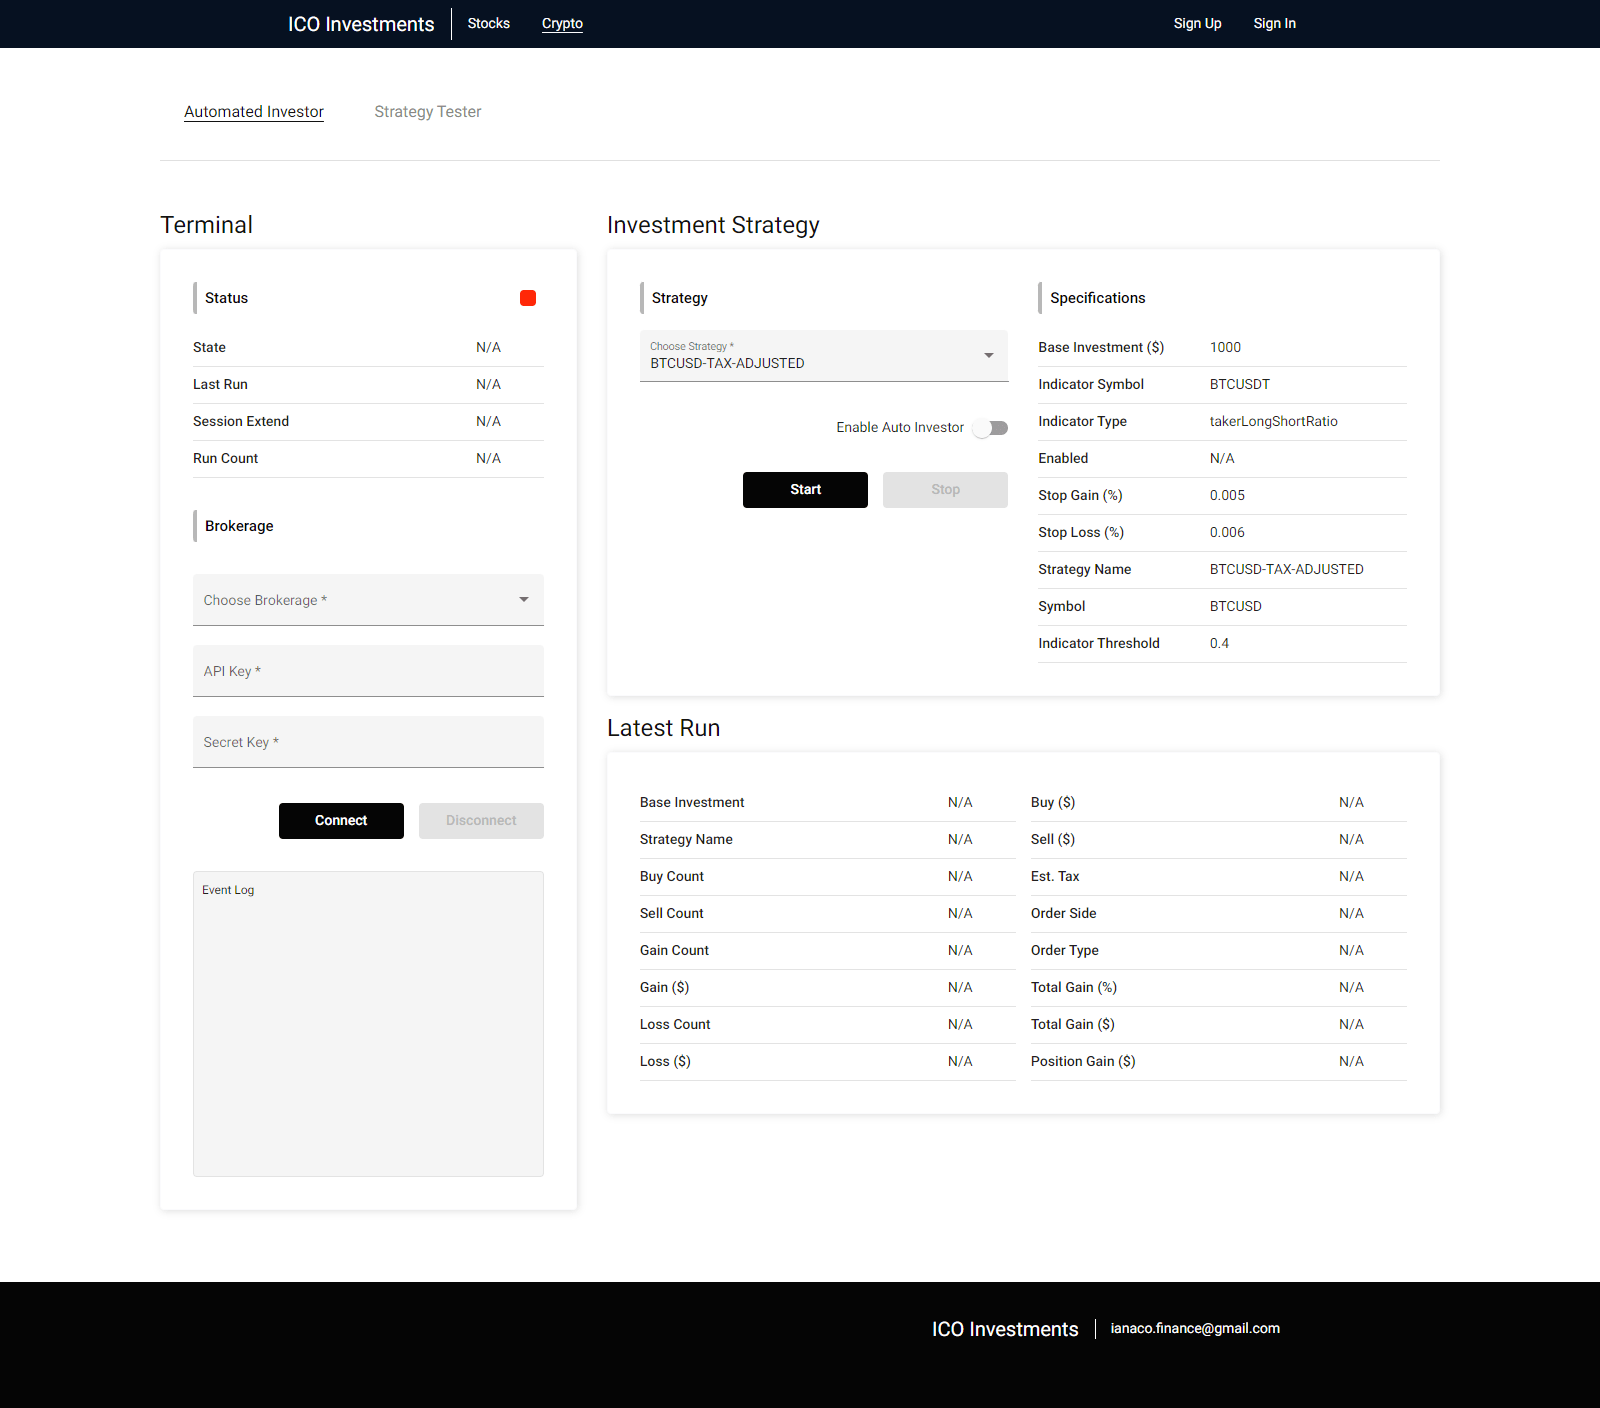 ICO Investments
Stocks
Crypto
Sign Up
Sign In
Automated Investor
Strategy Tester
Terminal
Status
State N/A
Last Run N/A
Session Extend N/A
Run Count N/A
Brokerage
Choose Brokerage *
API Key *
Secret Key *
Connect
Disconnect
Event Log
Investment Strategy
Strategy
Choose Strategy *
BTCUSD-TAX-ADJUSTED
Enable Auto Investor
Start
Stop
Specifications
Base Investment ($) 1000
Indicator Symbol BTCUSDT
Indicator Type takerLongShortRatio
Enabled N/A
Stop Gain (%) 0.005
Stop Loss (%) 0.006
Strategy Name BTCUSD-TAX-ADJUSTED
Symbol BTCUSD
Indicator Threshold 0.4
Latest Run
Base Investment N/A
Strategy Name N/A
Buy Count N/A
Sell Count N/A
Gain Count N/A
Gain ($) N/A
Loss Count N/A
Loss ($) N/A
Buy ($) N/A
Sell ($) N/A
Est. Tax N/A
Order Side N/A
Order Type N/A
Total Gain (%) N/A
Total Gain ($) N/A
Position Gain ($) N/A
ICO Investments
ianaco.finance@gmail.com